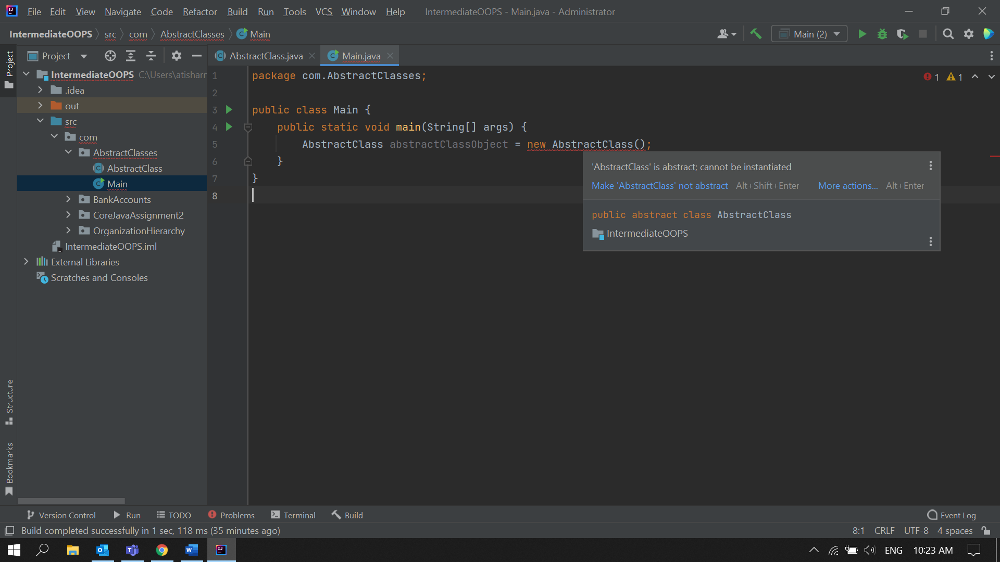 File Edit View Navigate Code Refactor Build Run Tools VCS Window Help IntermediateOOPS - Main.java - Administrator
IntermediateOOPS src com AbstractClasses Main Main (2)
Project Project AbstractClass.java Main.java
IntermediateOOPS C:\Users\atisharr
.idea
out
src
com
AbstractClasses
AbstractClass
Main
BankAccounts
CoreJavaAssignment2
OrganizationHierarchy
IntermediateOOPS.iml
External Libraries
Scratches and Consoles
Structure
Bookmarks
1 package com.AbstractClasses; 1 1
2
3 public class Main {
4 public static void main(String[] args) {
5 AbstractClass abstractClassObject = new AbstractClass();
6 }
7 }
8
'AbstractClass' is abstract; cannot be instantiated
Make 'AbstractClass' not abstract Alt+Shift+Enter More actions... Alt+Enter
public abstract class AbstractClass
IntermediateOOPS
Version Control Run TODO Problems Terminal Build Event Log
Build completed successfully in 1 sec, 118 ms (35 minutes ago) 8:1 CRLF UTF-8 4 spaces
ENG 10:23 AM